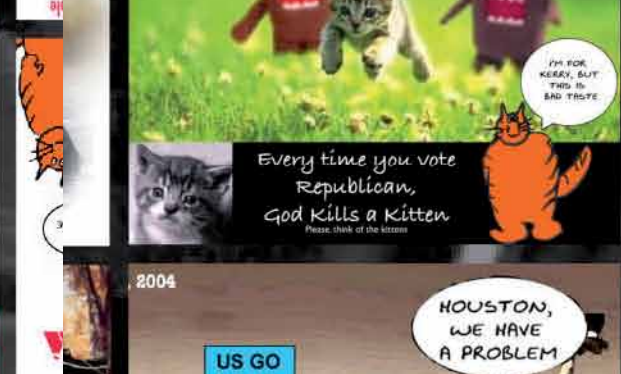 I'M FOR
KERRY, BUT
THIS IS
BAD TASTE
Every time you vote
Republican,
God Kills a Kitten
Please, think of the kittens
, 2004
HOUSTON,
WE HAVE
A PROBLEM
US GO